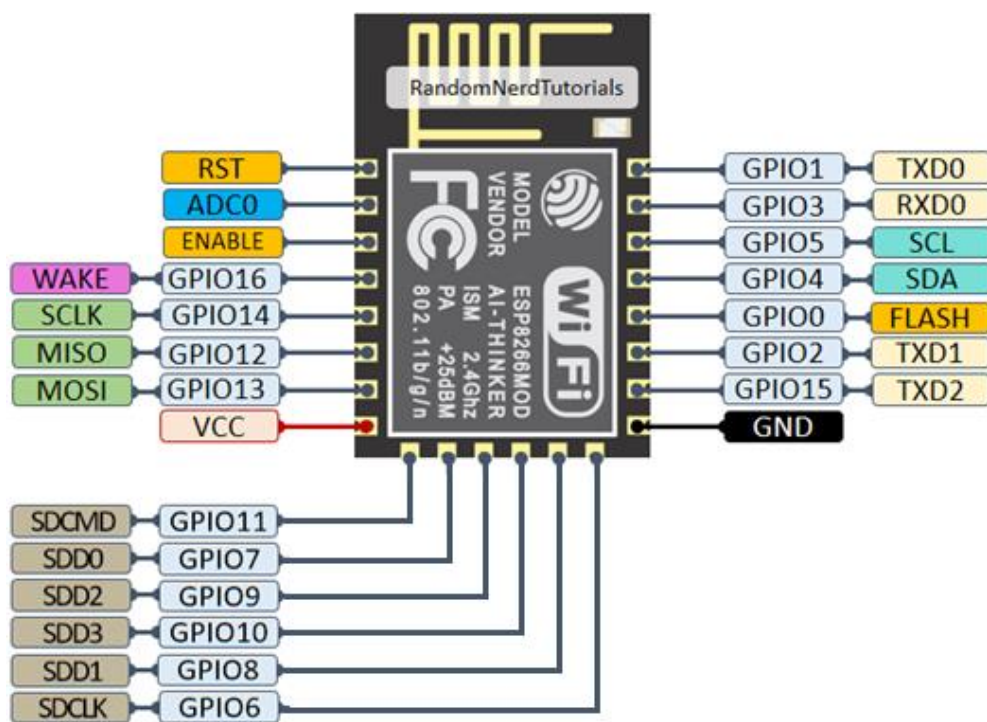 RandomNerdTutorials
RST
ADC0
ENABLE
WAKE GPIO16
SCLK GPIO14
MISO GPIO12
MOSI GPIO13
VCC
GPIO1 TXD0
GPIO3 RXD0
GPIO5 SCL
GPIO4 SDA
GPIO0 FLASH
GPIO2 TXD1
GPIO15 TXD2
GND
FC
WiFi
MODEL ESP8266MOD
VENDOR AI-THINKER
ISM 2.4Ghz
PA +25dBM
802.11b/g/n
SDCMD GPIO11
SDD0 GPIO7
SDD2 GPIO9
SDD3 GPIO10
SDD1 GPIO8
SDCLK GPIO6